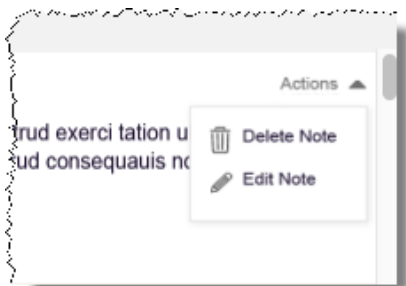 Actions
trud exerci tation u
Delete Note
ud consequauis no
Edit Note